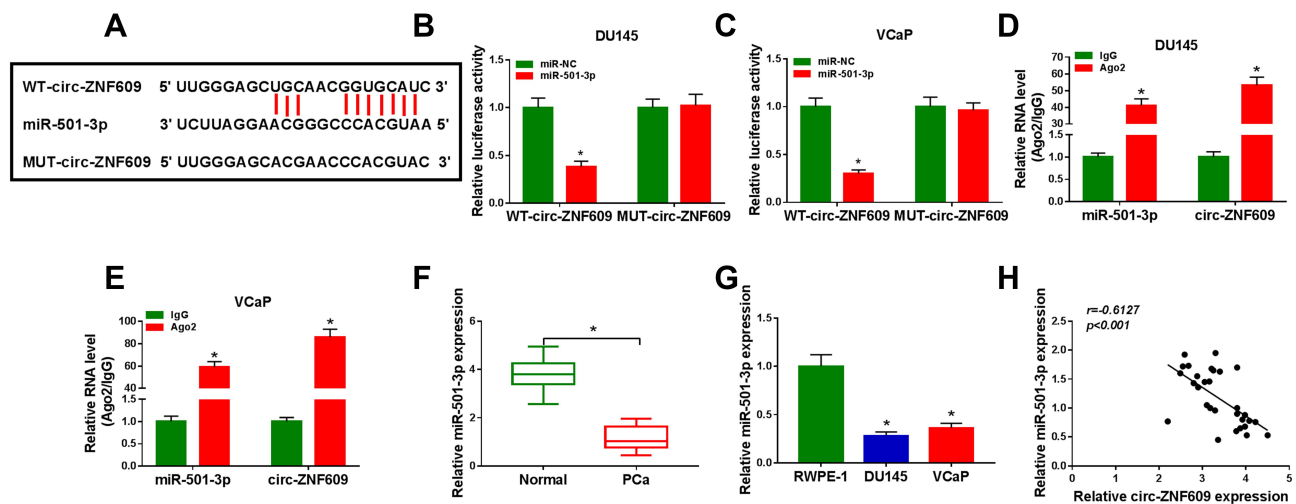 A
WT-circ-ZNF609 5' UUGGGAGCUGCAACGGUGCAUC 3'
miR-501-3p 3' UCUUAGGAACGGGCCCACGUAA 5'
MUT-circ-ZNF609 5' UUGGGAGCACGAACCCACGUAC 3'
B
DU145
miR-NC
miR-501-3p
Relative luciferase activity
1.5
1.0
0.5
0.0
*
WT-circ-ZNF609 MUT-circ-ZNF609
C
VCaP
miR-NC
miR-501-3p
Relative luciferase activity
1.5
1.0
0.5
0.0
*
WT-circ-ZNF609 MUT-circ-ZNF609
D
DU145
IgG
Ago2
Relative RNA level
(Ago2/IgG)
70
60
50
40
30
1.5
1.0
0.5
0.0
*
*
miR-501-3p circ-ZNF609
E
VCaP
IgG
Ago2
Relative RNA level
(Ago2/IgG)
100
80
60
40
1.5
1.0
0.5
0.0
*
*
miR-501-3p circ-ZNF609
F
Relative miR-501-3p expression
6
4
2
0
*
Normal PCa
G
Relative miR-501-3p expression
1.5
1.0
0.5
0.0
*
*
RWPE-1 DU145 VCaP
H
Relative miR-501-3p expression
r=-0.6127
p<0.001
2.5
2.0
1.5
1.0
0.5
0.0
0 1 2 3 4 5
Relative circ-ZNF609 expression